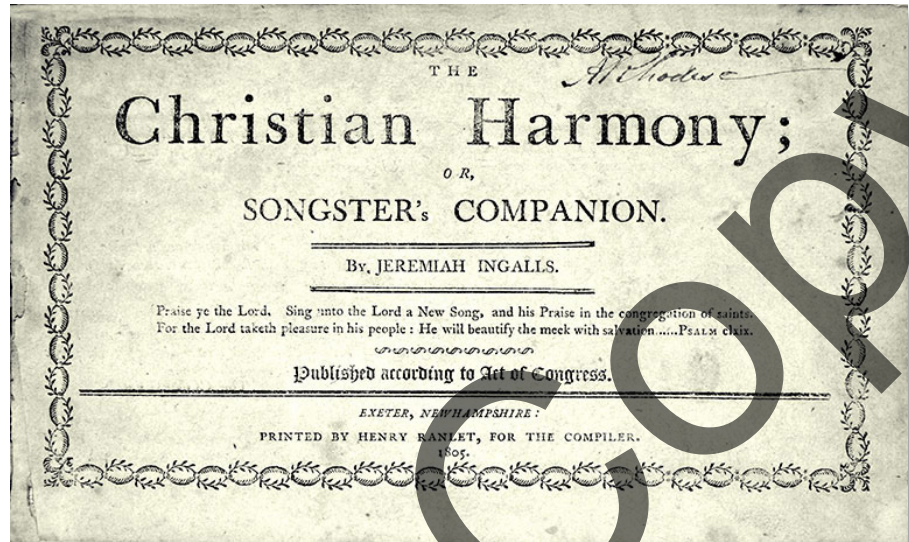 THE
A Rhodes
Christian Harmony;
OR,
SONGSTER's COMPANION.
By, JEREMIAH INGALLS.
Praise ye the Lord. Sing unto the Lord a New Song, and his Praise in the congregation of saints.
For the Lord taketh pleasure in his people : He will beautify the meek with salvation......PSALM clxix.
Published according to Act of Congress.
EXETER, NEWHAMPSHIRE :
PRINTED BY HENRY RANLET, FOR THE COMPILER.
1805.
Cop